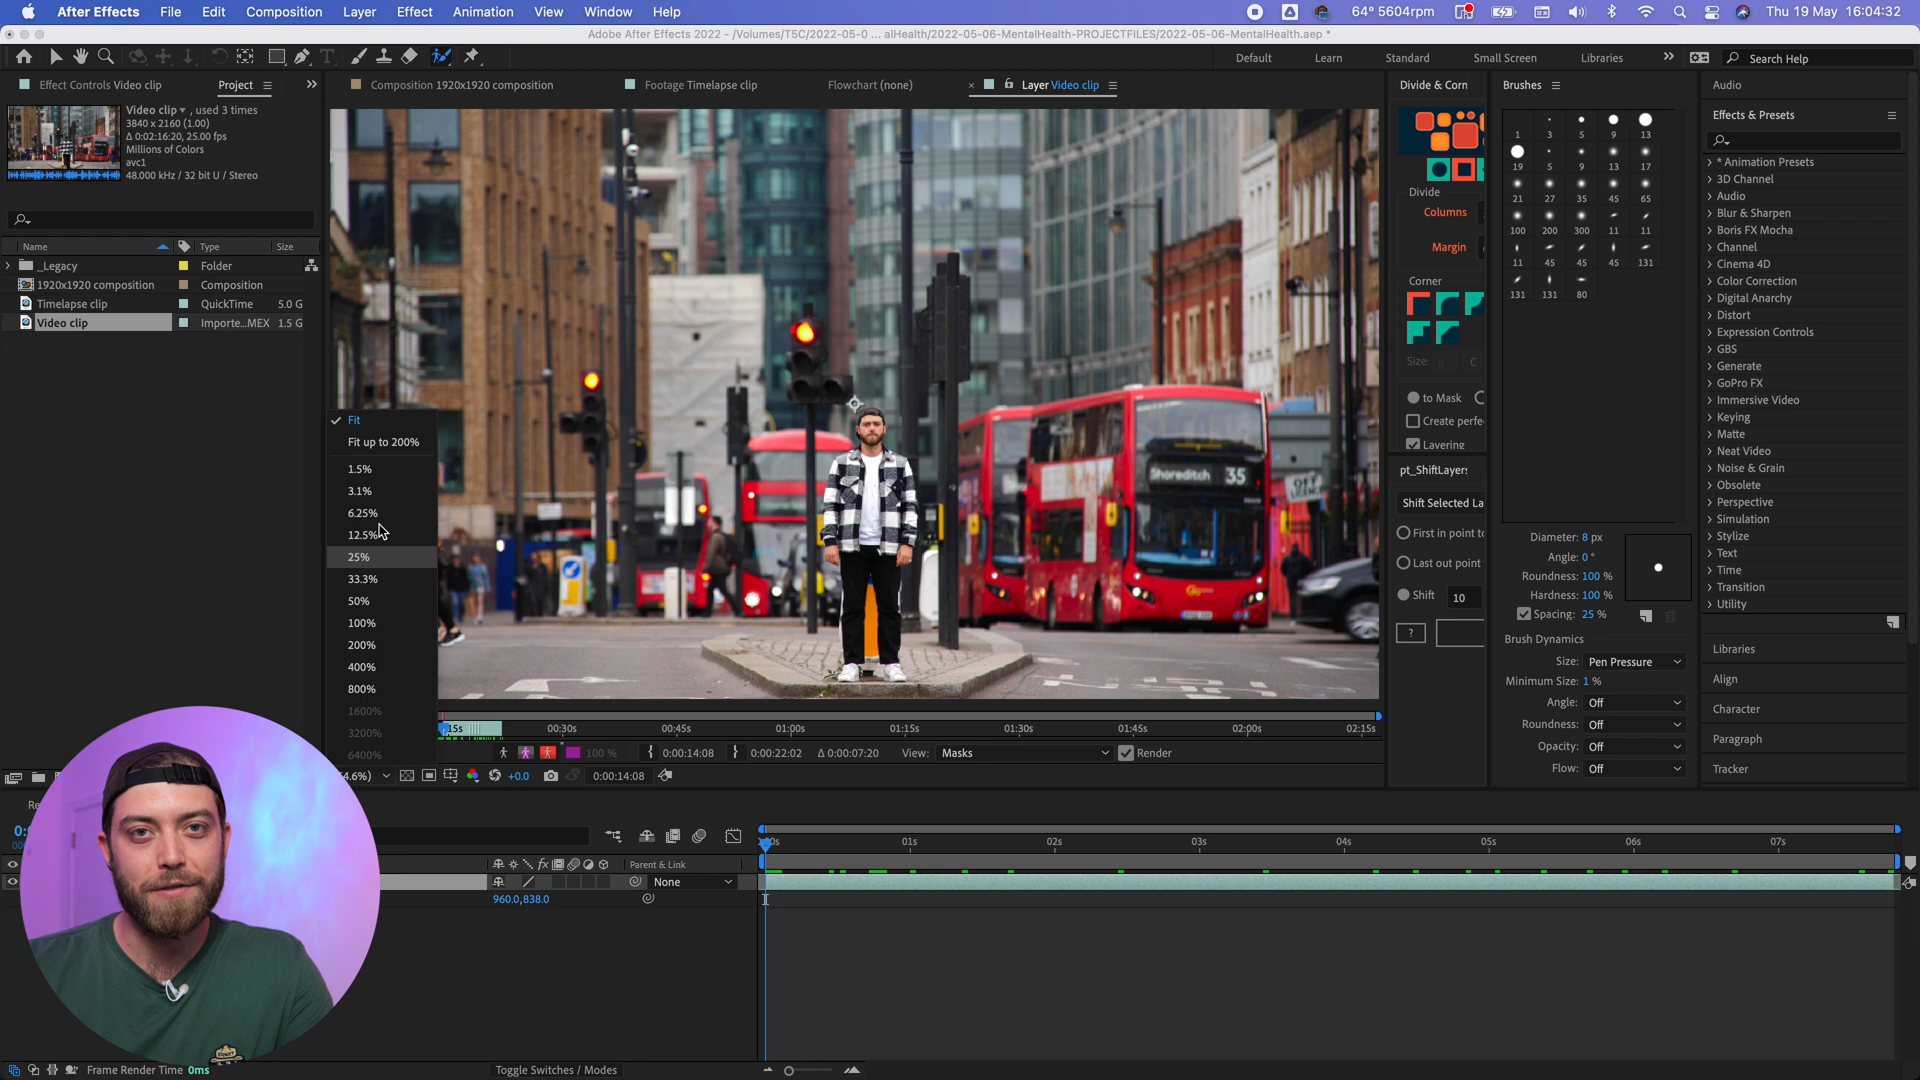 After Effects File Edit Composition Layer Effect Animation View Window Help
64° 5604rpm Thu 19 May 16:04:32
Adobe After Effects 2022 - /Volumes/T5C/2022-05-0 ... alHealth/2022-05-06-MentalHealth-PROJECTFILES/2022-05-06-MentalHealth.aep *
Default Learn Standard Small Screen Libraries Search Help
Effect Controls Video clip Project
Composition 1920x1920 composition
Footage Timelapse clip
Flowchart (none)
Layer Video clip
Video clip , used 3 times
3840 x 2160 (1.00)
Δ 0:02:16:20, 25.00 fps
Millions of Colors
avc1
48.000 kHz / 32 bit U / Stereo
Name Type Size
_Legacy Folder
1920x1920 composition Composition
Timelapse clip QuickTime 5.0 G
Video clip Importe...MEX 1.5 G
Fit
Fit up to 200%
1.5%
3.1%
6.25%
12.5%
25%
33.3%
50%
100%
200%
400%
800%
1600%
3200%
6400%
Shoreditch 35
OFF LICENCE
15s 00:30s 00:45s 01:00s 01:15s 01:30s 01:45s 02:00s 02:15s
100 % 0:00:14:08 0:00:22:02 Δ 0:00:07:20 View: Masks Render
4.6%) +0.0 0:00:14:08
Divide & Corn
Divide
Columns
Margin
Corner
Size: 0 C
to Mask
Create perfe
Layering
pt_ShiftLayers
Shift Selected La
First in point to
Last out point
Shift 10
?
Brushes
1 3 5 9 13
19 5 9 13 17
21 27 35 45 65
100 200 300 11 11
11 45 45 45 131
131 131 80
Diameter: 8 px
Angle: 0 °
Roundness: 100 %
Hardness: 100 %
Spacing: 25 %
Brush Dynamics
Size: Pen Pressure
Minimum Size: 1 %
Angle: Off
Roundness: Off
Opacity: Off
Flow: Off
Audio
Effects & Presets
* Animation Presets
3D Channel
Audio
Blur & Sharpen
Boris FX Mocha
Channel
Cinema 4D
Color Correction
Digital Anarchy
Distort
Expression Controls
GBS
Generate
GoPro FX
Immersive Video
Keying
Matte
Neat Video
Noise & Grain
Obsolete
Perspective
Simulation
Stylize
Text
Time
Transition
Utility
Libraries
Align
Character
Paragraph
Tracker
Re
0:
000
fx Parent & Link
None
960.0,838.0
01s 02s 03s 04s 05s 06s 07s
Frame Render Time 0ms
Toggle Switches / Modes